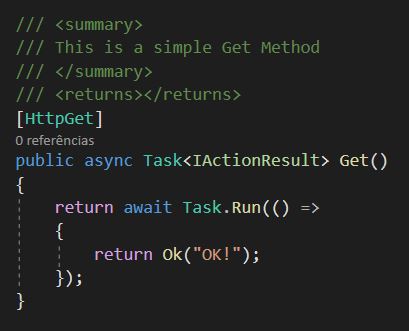 /// <summary>
/// This is a simple Get Method
/// </summary>
/// <returns></returns>
[HttpGet]
0 referências
public async Task<IActionResult> Get()
{
    return await Task.Run(() =>
    {
        return Ok("OK!");
    });
}